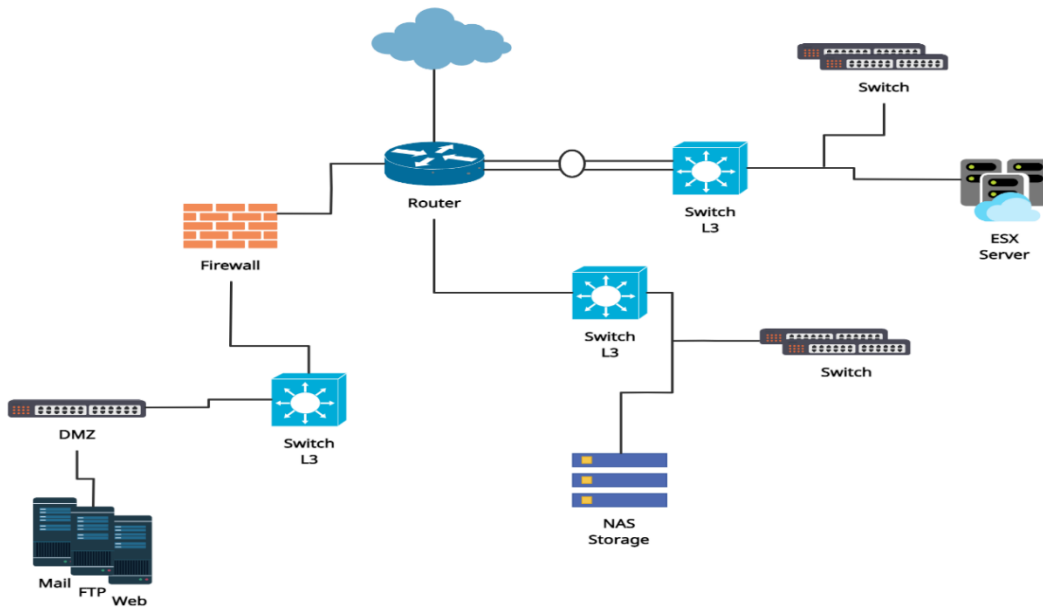 Switch
Router
Switch
L3
ESX
Server
Firewall
Switch
L3
Switch
DMZ
Switch
L3
NAS
Storage
Mail
FTP
Web